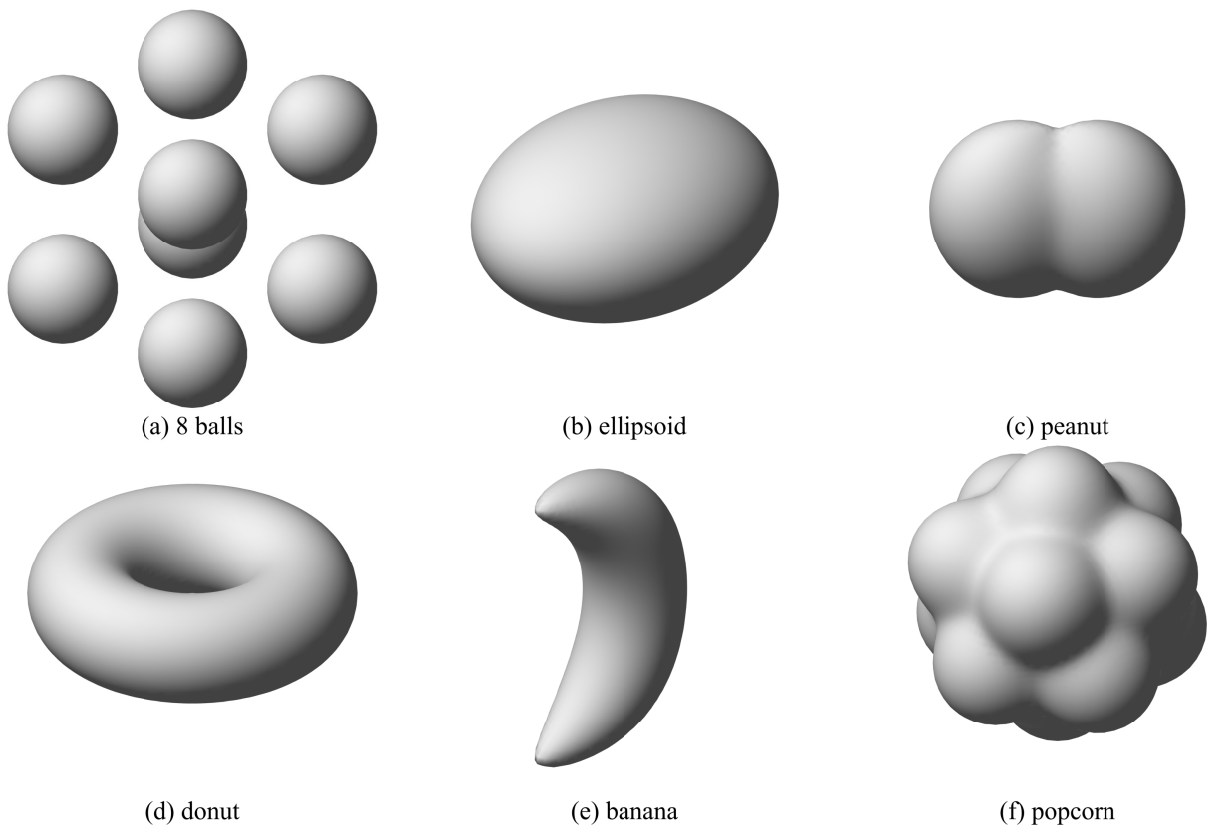 (a) 8 balls
(b) ellipsoid
(c) peanut
(d) donut
(e) banana
(f) popcorn